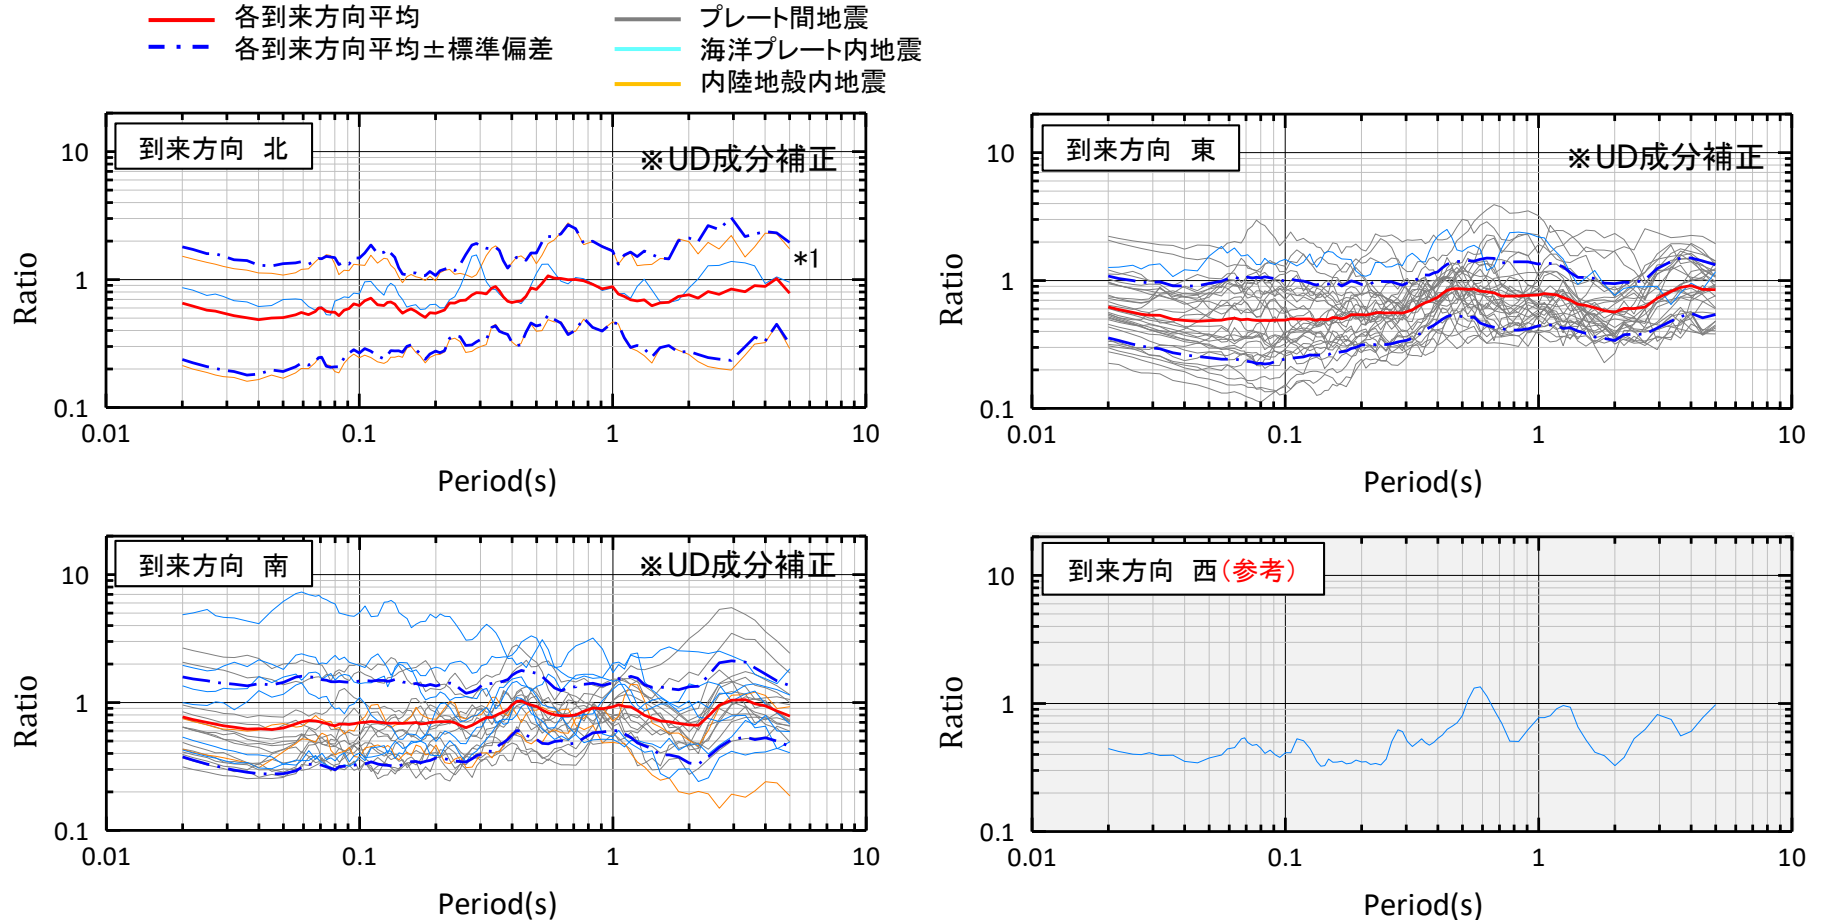 各到来方向平均
各到来方向平均±標準偏差
プレート間地震
海洋プレート内地震
内陸地殻内地震
到来方向 北
※UD成分補正
*1
Ratio
10
1
0.1
0.01 0.1 1 10
Period(s)
到来方向 東
※UD成分補正
Ratio
10
1
0.1
0.01 0.1 1 10
Period(s)
到来方向 南
※UD成分補正
Ratio
10
1
0.1
0.01 0.1 1 10
Period(s)
到来方向 西(参考)
Ratio
10
1
0.1
0.01 0.1 1 10
Period(s)